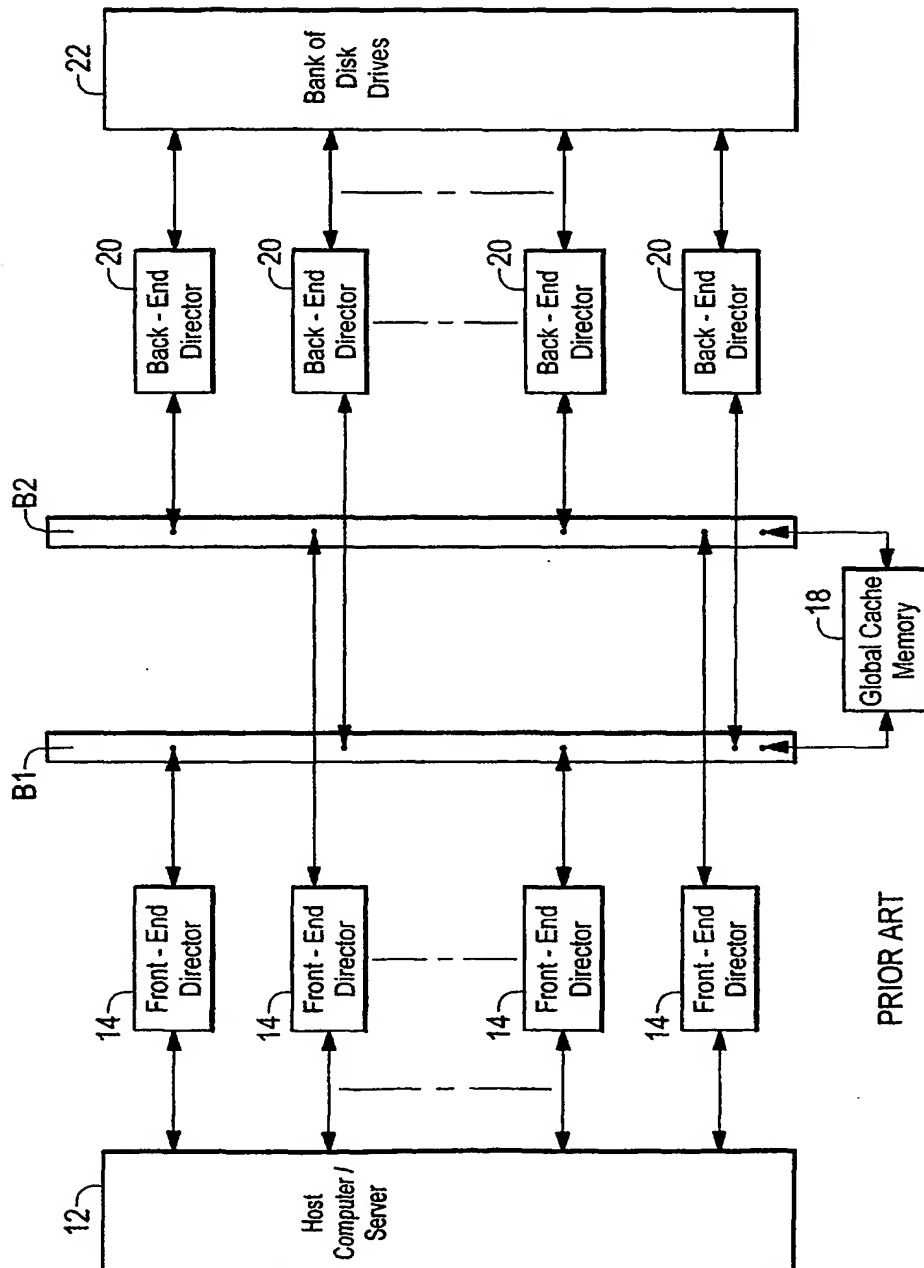 12
Host
Computer /
Server
14
Front - End
Director
14
Front - End
Director
14
Front - End
Director
14
Front - End
Director
B1
B2
18
Global Cache
Memory
20
Back - End
Director
20
Back - End
Director
20
Back - End
Director
20
Back - End
Director
22
Bank of
Disk
Drives
PRIOR ART